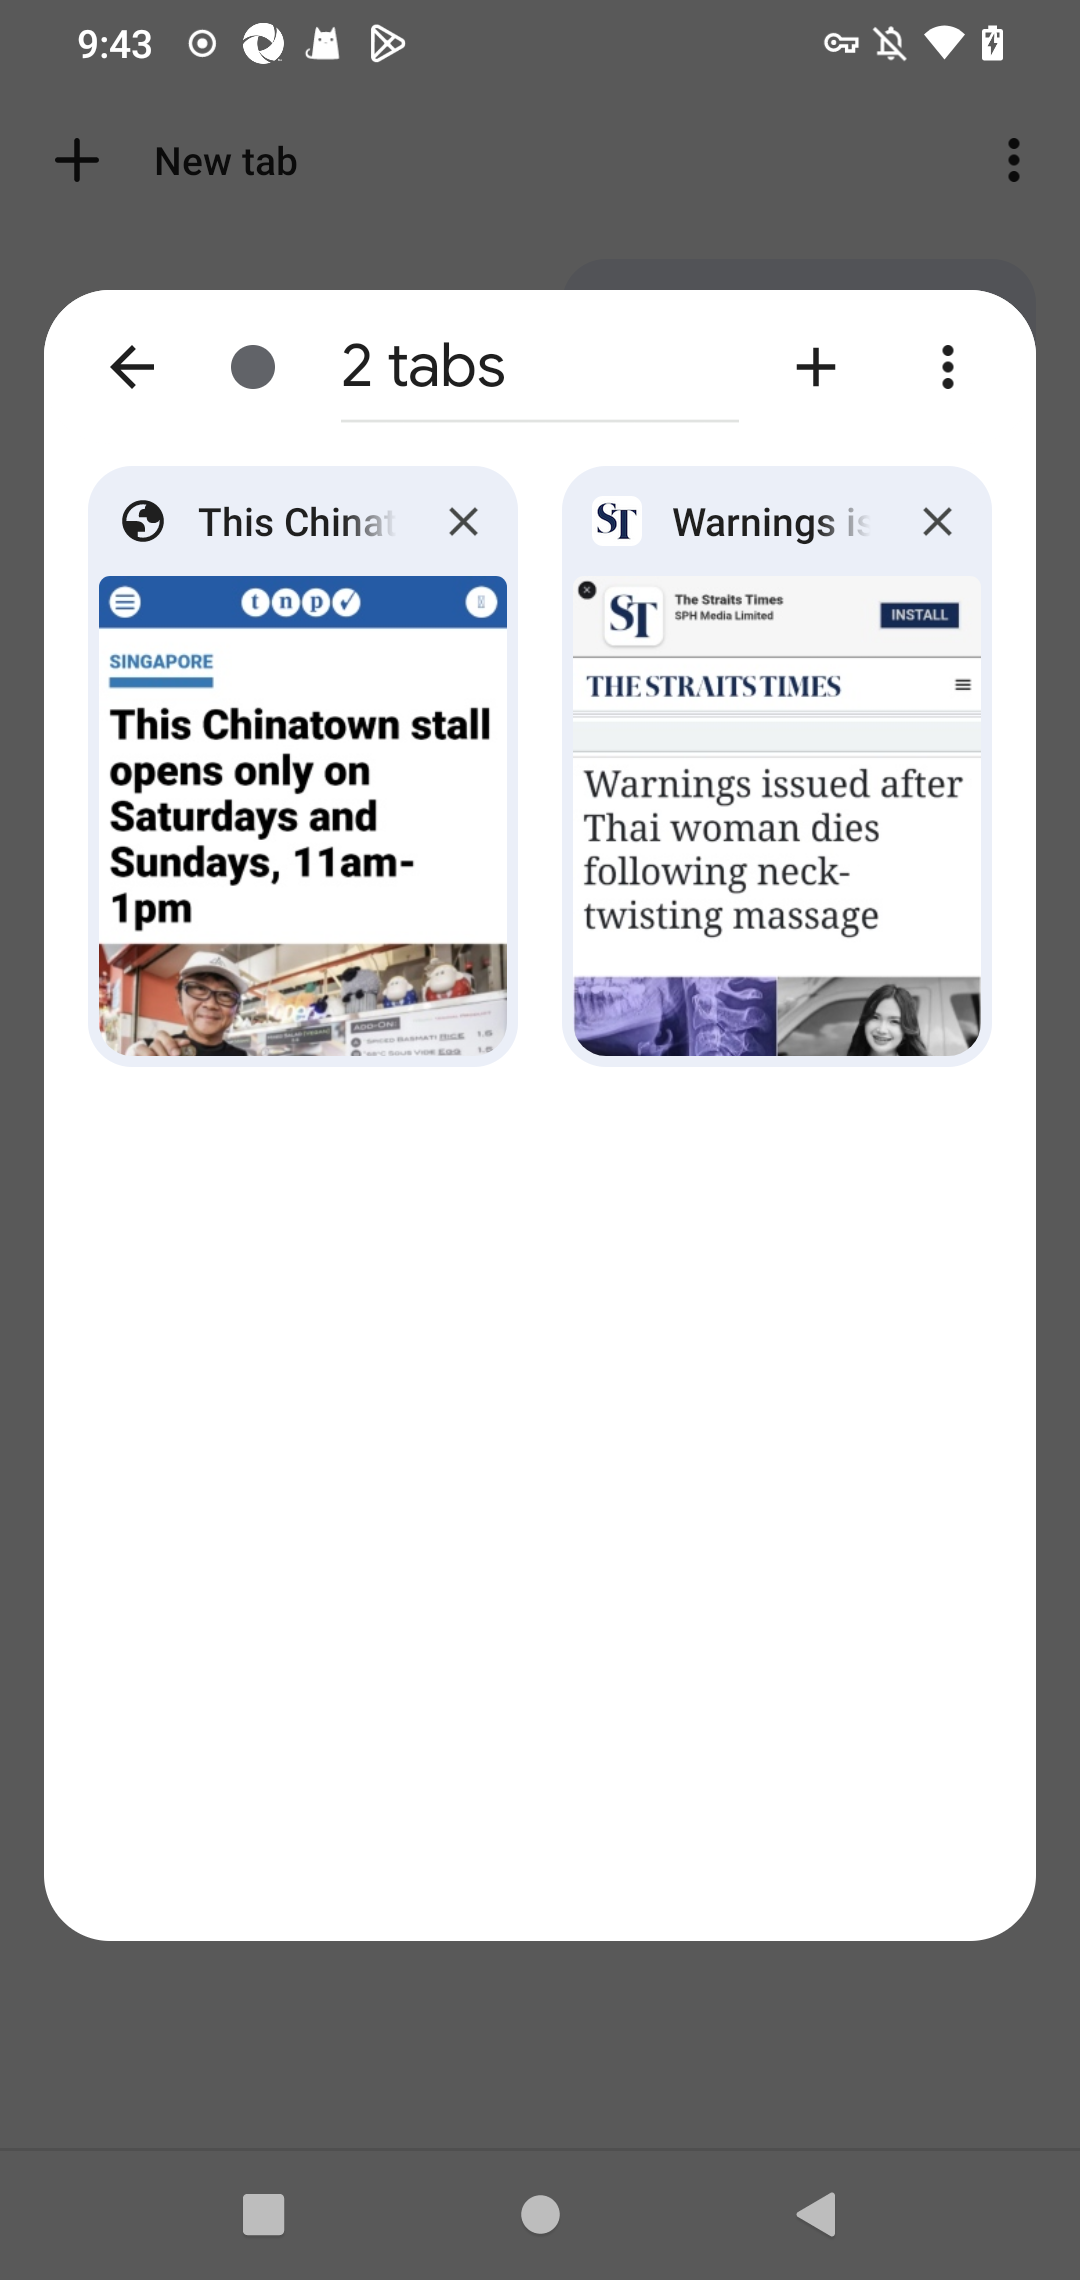 9:43
New tab
2 tabs
This Chinat
Warnings is
tnp
SINGAPORE
This Chinatown stall
opens only on
Saturdays and
Sundays, 11am-
1pm
ADD-ON:
SPICED BASMATI RICE 1.5
SOUS VIDE EGG
ST
The Straits Times
SPH Media Limited
INSTALL
THE STRAITS TIMES
Warnings issued after
Thai woman dies
following neck-
twisting massage